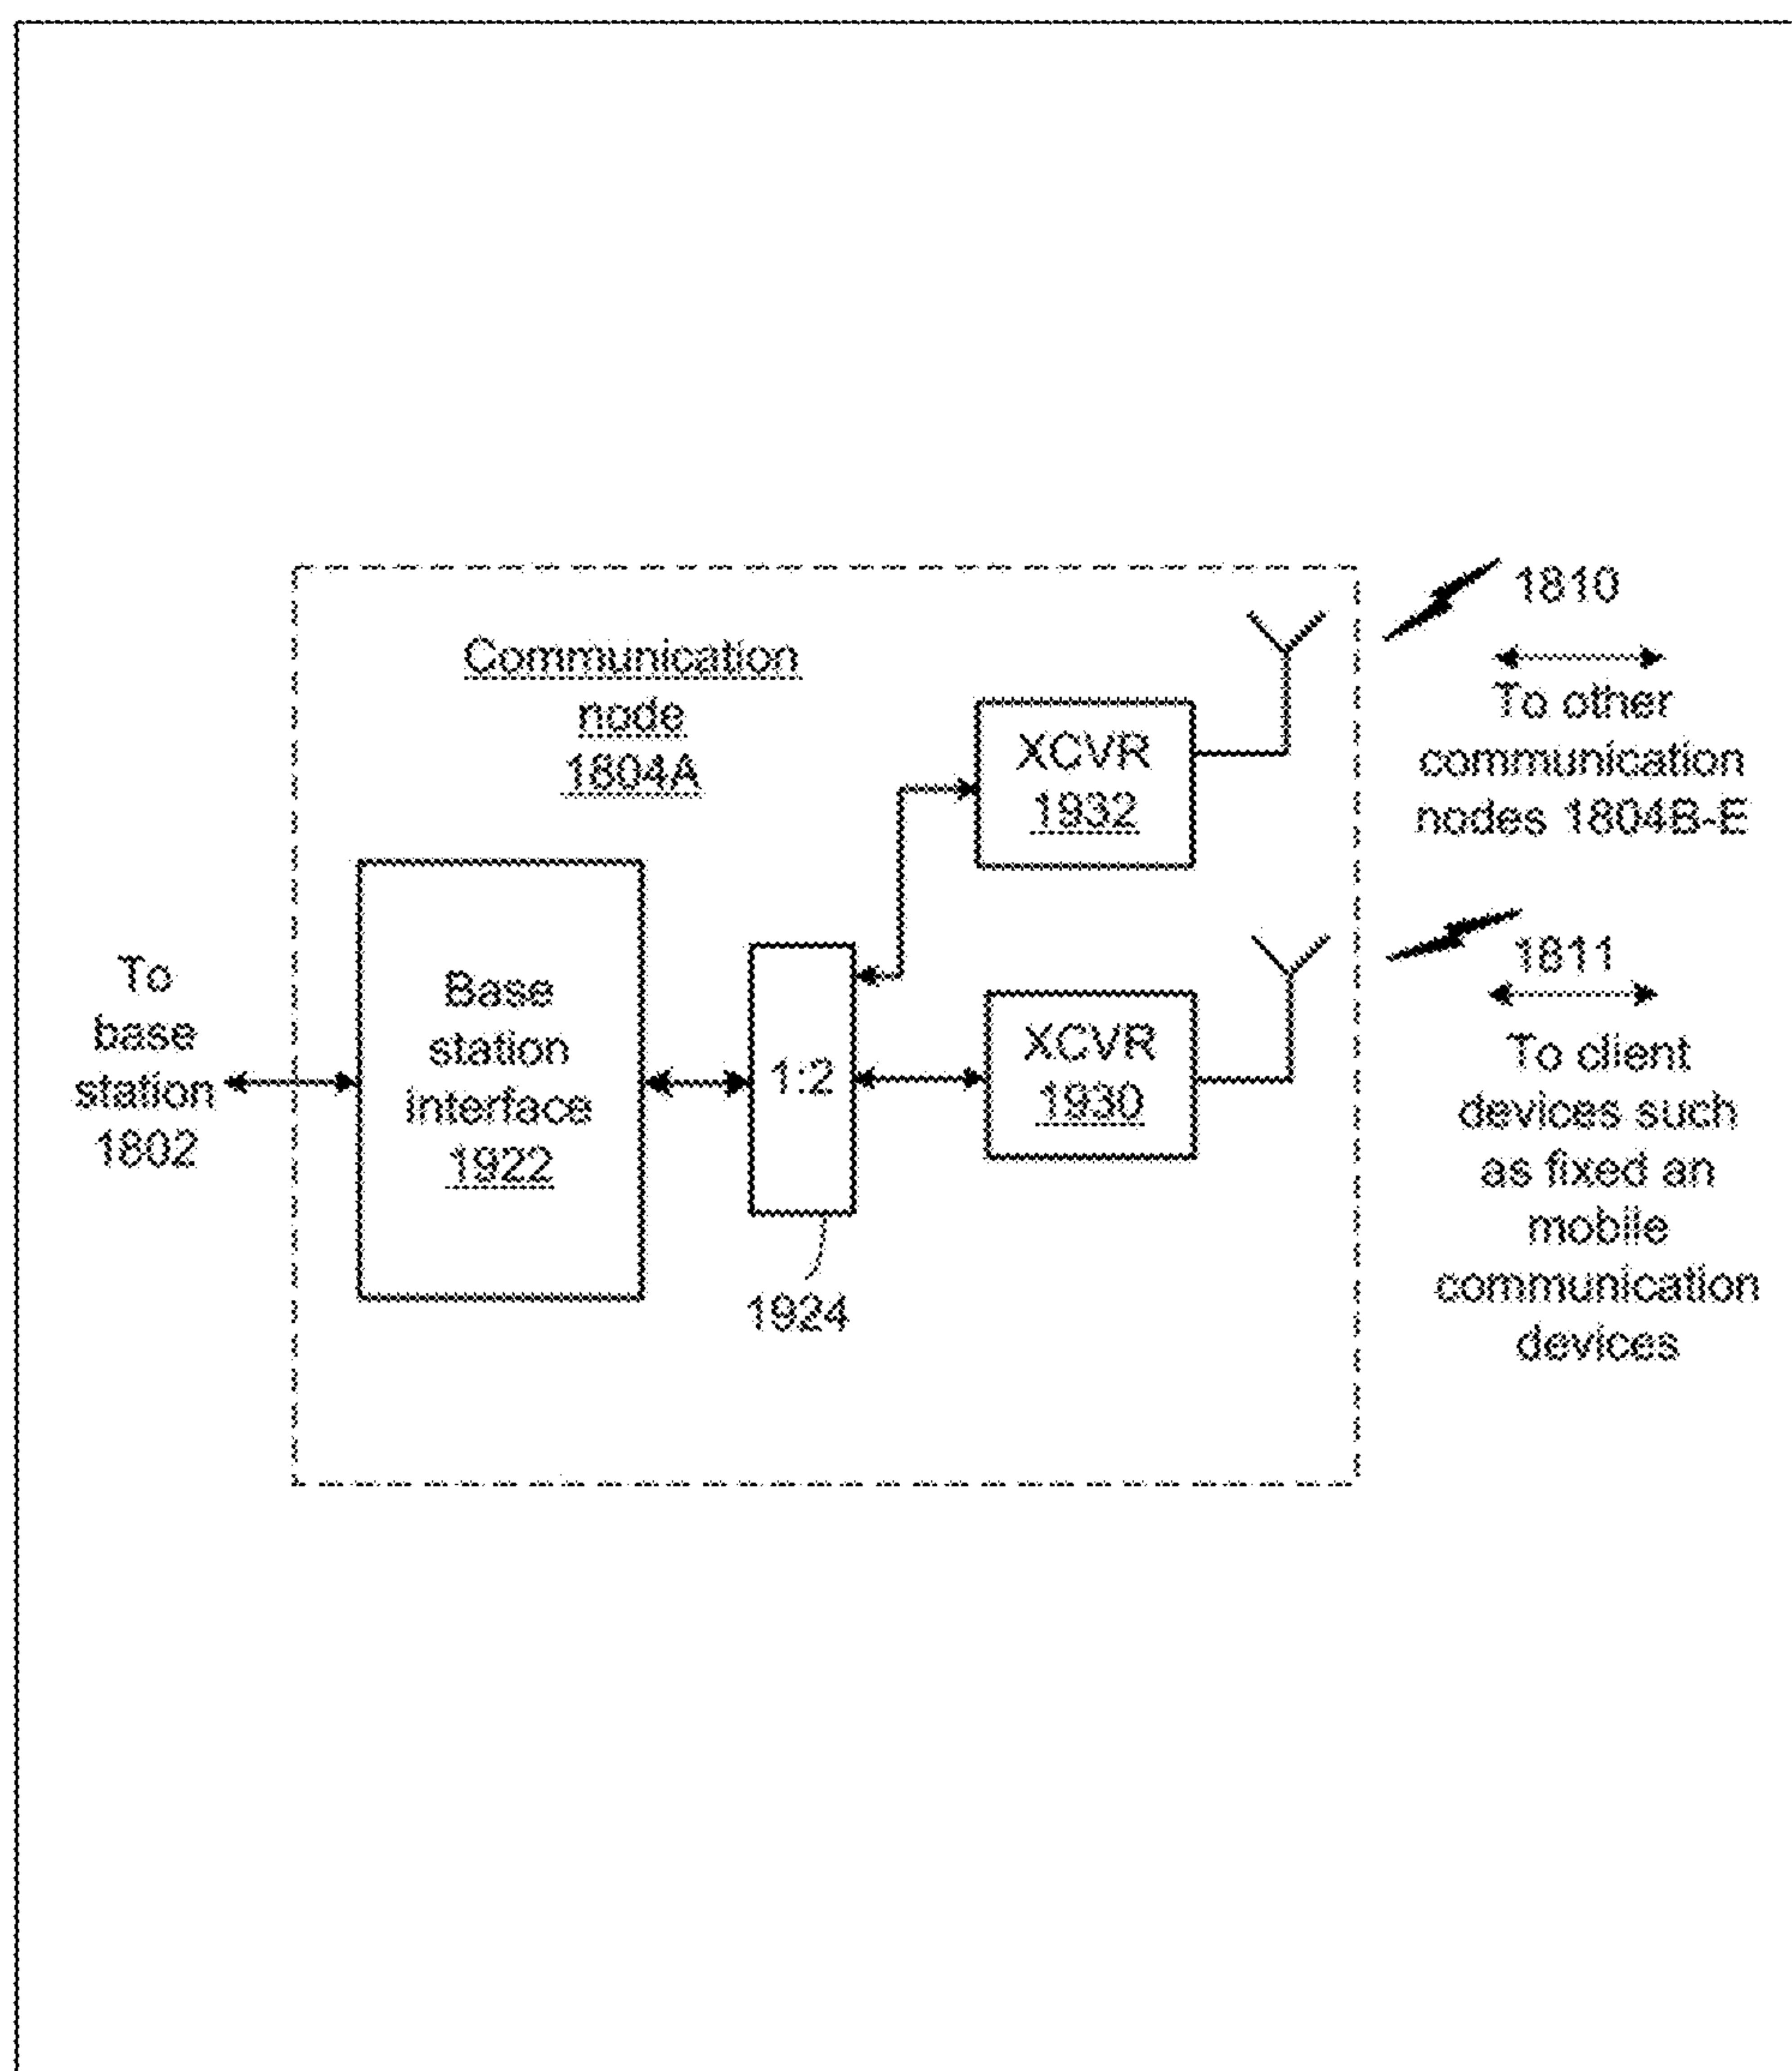 Communication
node
1804A
To
base
station
1802
Base
station
interface
1922
1:2
1924
XCVR
1932
XCVR
1930
1810
To other
communication
nodes 1804B-E
1811
To client
devices such
as fixed an
mobile
communication
devices